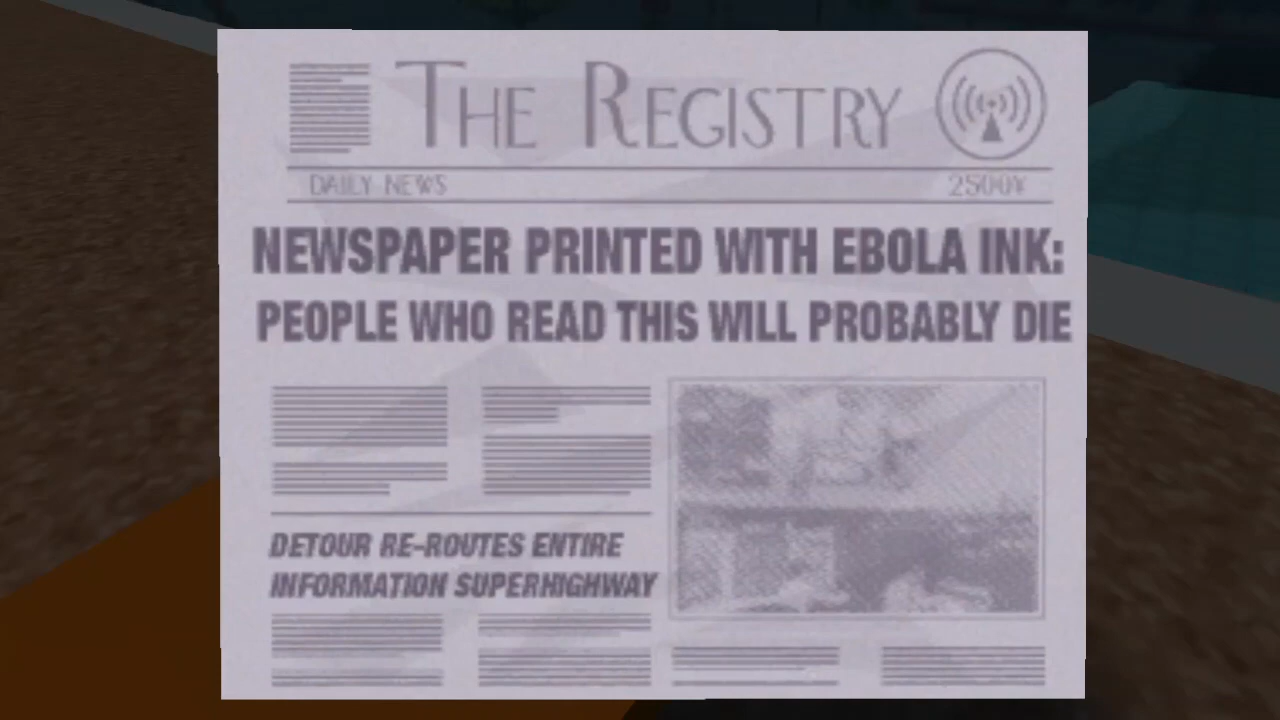 THE REGISTRY
DAILY NEWS 2500¥
NEWSPAPER PRINTED WITH EBOLA INK:
PEOPLE WHO READ THIS WILL PROBABLY DIE
DETOUR RE-ROUTES ENTIRE
INFORMATION SUPERHIGHWAY